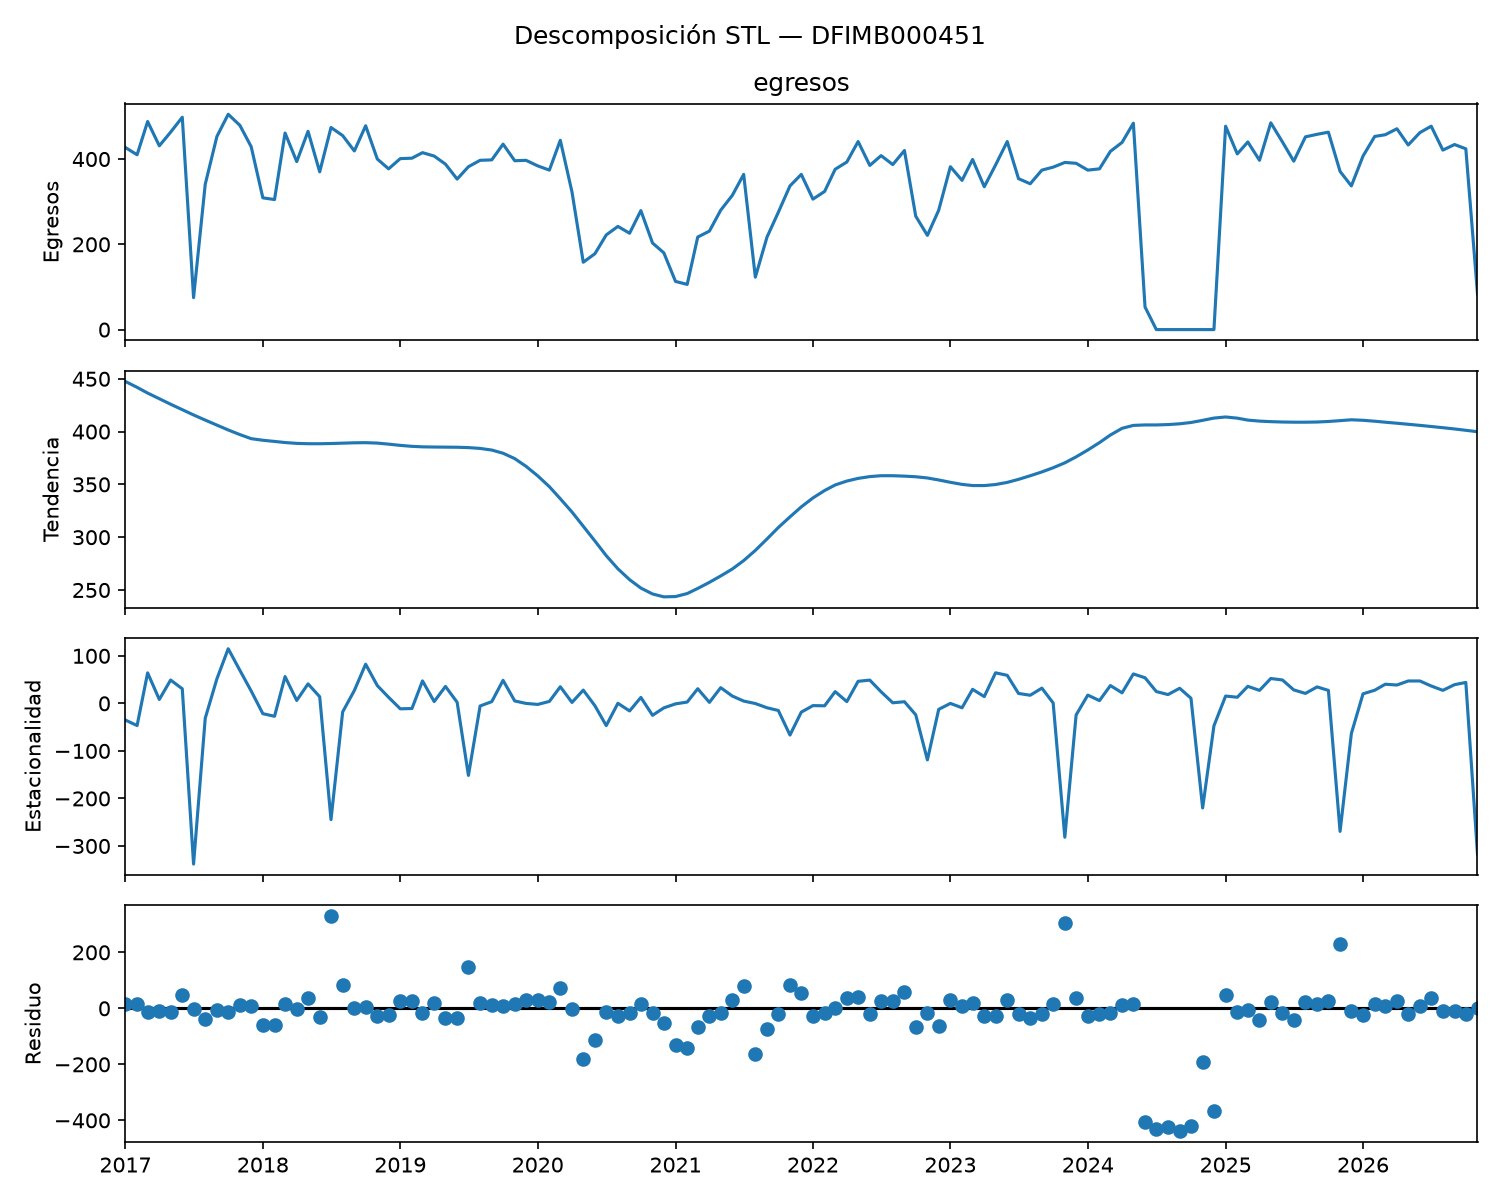 Descomposición STL — DFIMB000451
egresos
Egresos
400
200
0
Tendencia
450
400
350
300
250
Estacionalidad
100
0
−100
−200
−300
Residuo
200
0
−200
−400
2017 2018 2019 2020 2021 2022 2023 2024 2025 2026